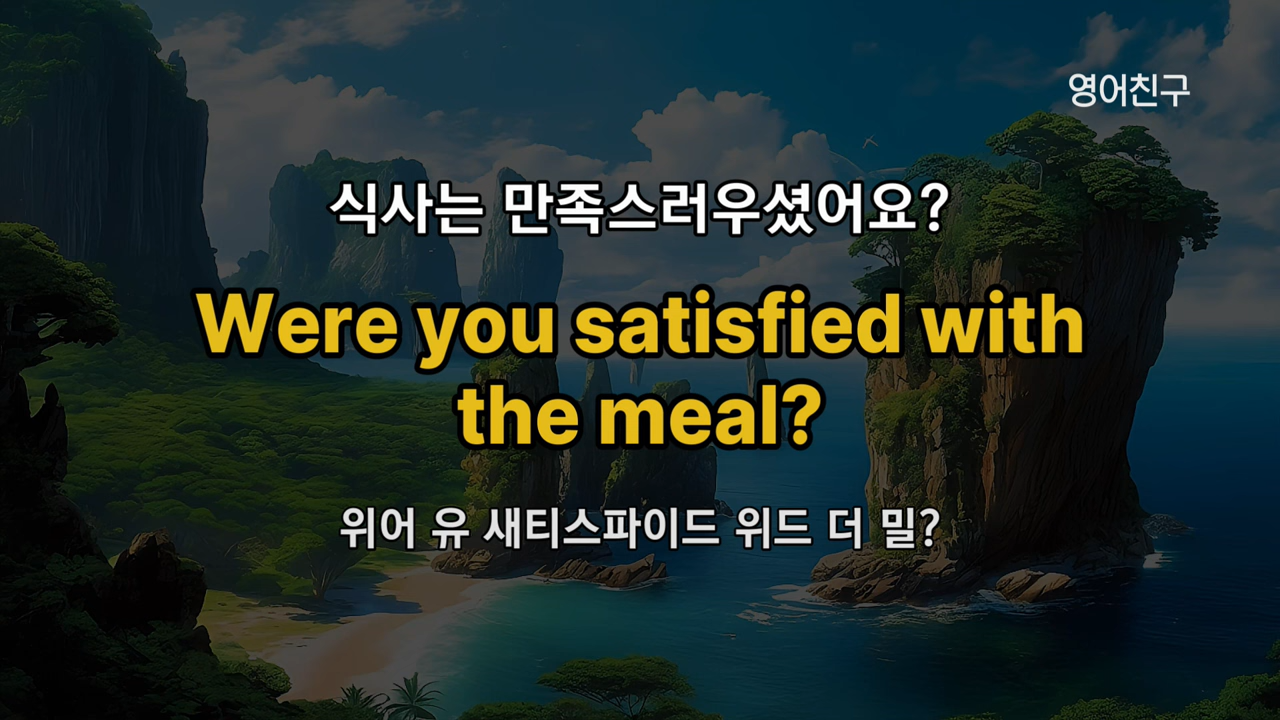 영어친구
식사는 만족스러우셨어요?
Were you satisfied with
the meal?
위어 유 새티스파이드 위드 더 밀?